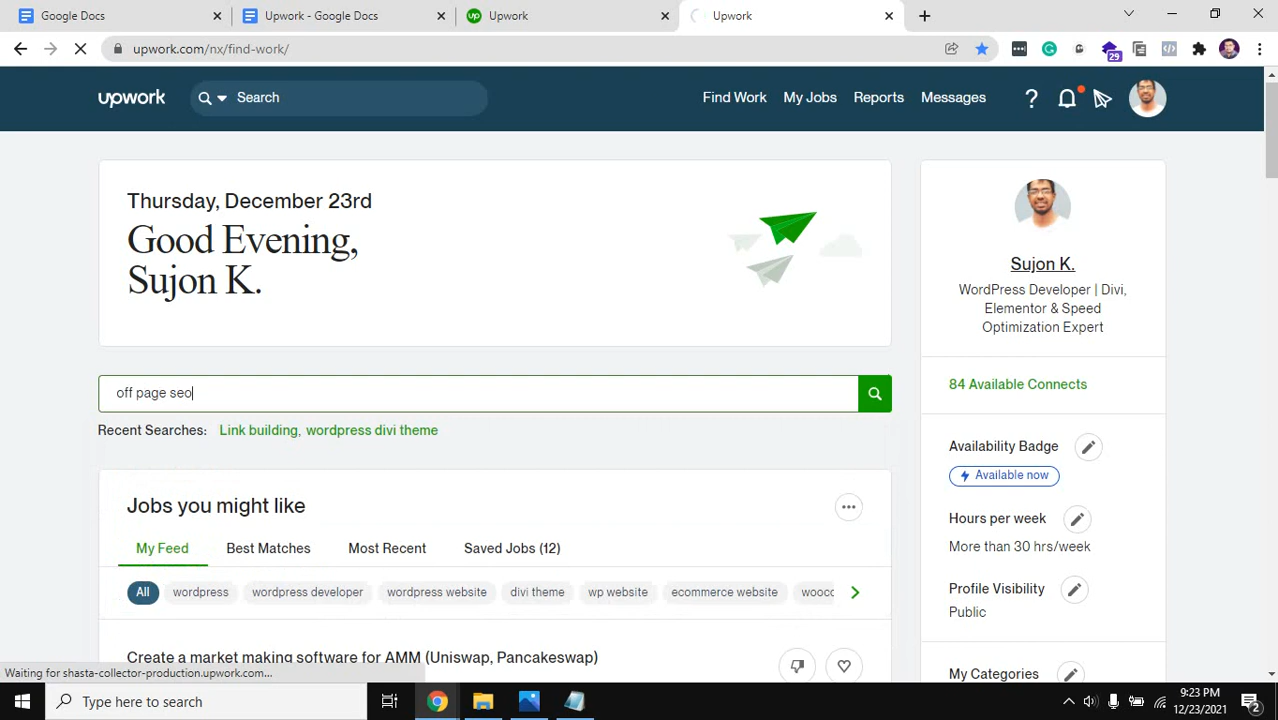 Google Docs
Upwork - Google Docs
Upwork
Upwork
upwork.com/nx/find-work/
29
upwork
Search
Find Work
My Jobs
Reports
Messages
Thursday, December 23rd
Good Evening,
Sujon K.
Sujon K.
WordPress Developer | Divi,
Elementor & Speed
Optimization Expert
off page seo
84 Available Connects
Recent Searches: Link building, wordpress divi theme
Availability Badge
Available now
Jobs you might like
Hours per week
More than 30 hrs/week
My Feed
Best Matches
Most Recent
Saved Jobs (12)
All
wordpress
wordpress developer
wordpress website
divi theme
wp website
ecommerce website
wooc
Profile Visibility
Public
Create a market making software for AMM (Uniswap, Pancakeswap)
My Categories
Waiting for shasta-collector-production.upwork.com...
Type here to search
9:23 PM
12/23/2021
2